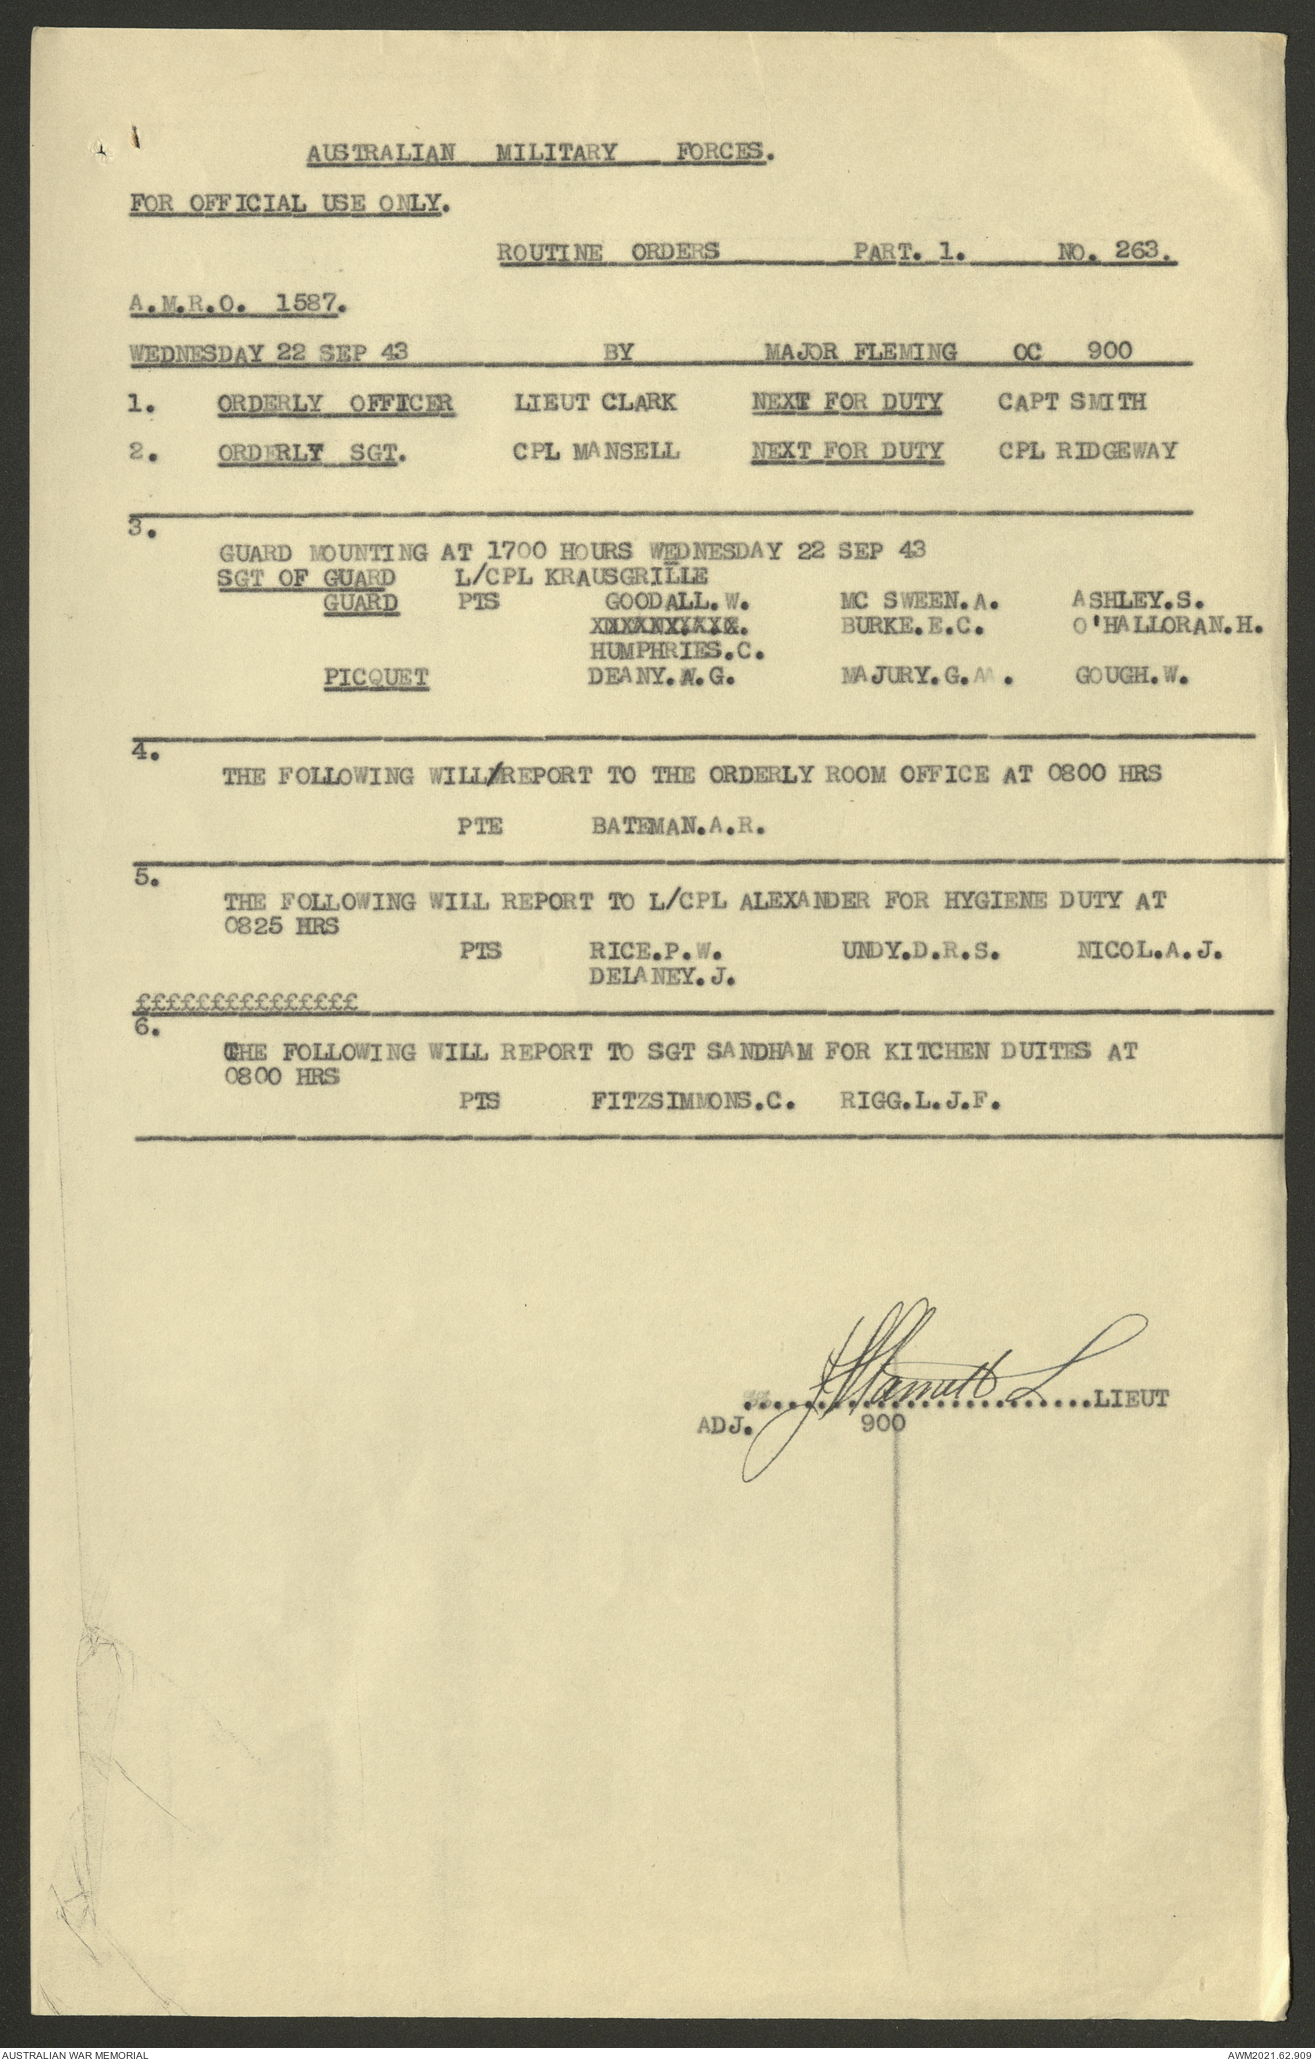 AUSTRALIAN MILITARY FORCES.
FOR OFFICIAL USE ONLY.
ROUTINE ORDERS PART. 1. NO. 263.
A.M.R.O. 1587.
WEDNESDAY 22 SEP 43 BY MAJOR FLEMING OC 900
1. ORDERLY OFFICER LIEUT CLARK NEXT FOR DUTY CAPT SMITH
2. ORDERLY SGT. CPL MANSELL NEXT FOR DUTY CPL RIDGEWAY
3.
GUARD MOUNTING AT 1700 HOURS WEDNESDAY 22 SEP 43
SGT OF GUARD L/CPL KRAUSGRILLE
GUARD PTS GOODALL.W. MC SWEEN.A. ASHLEY.S.
BURKE.E.C. O'HALLORAN.H.
HUMPHRIES.C.
PICQUET DEANY.W.G. MAJURY.G. . GOUGH.W.
4.
THE FOLLOWING WILL/REPORT TO THE ORDERLY ROOM OFFICE AT 0800 HRS
PTE BATEMAN.A.R.
5.
THE FOLLOWING WILL REPORT TO L/CPL ALEXANDER FOR HYGIENE DUTY AT
0825 HRS
PTS RICE.P.W. UNDY.D.R.S. NICOL.A.J.
DELANEY.J.
£££££££££££££££
6.
THE FOLLOWING WILL REPORT TO SGT SANDHAM FOR KITCHEN DUITES AT
0800 HRS
PTS FITZSIMMONS.C. RIGG.L.J.F.
........................LIEUT
ADJ. 900
AUSTRALIAN WAR MEMORIAL AWM2021.62.909